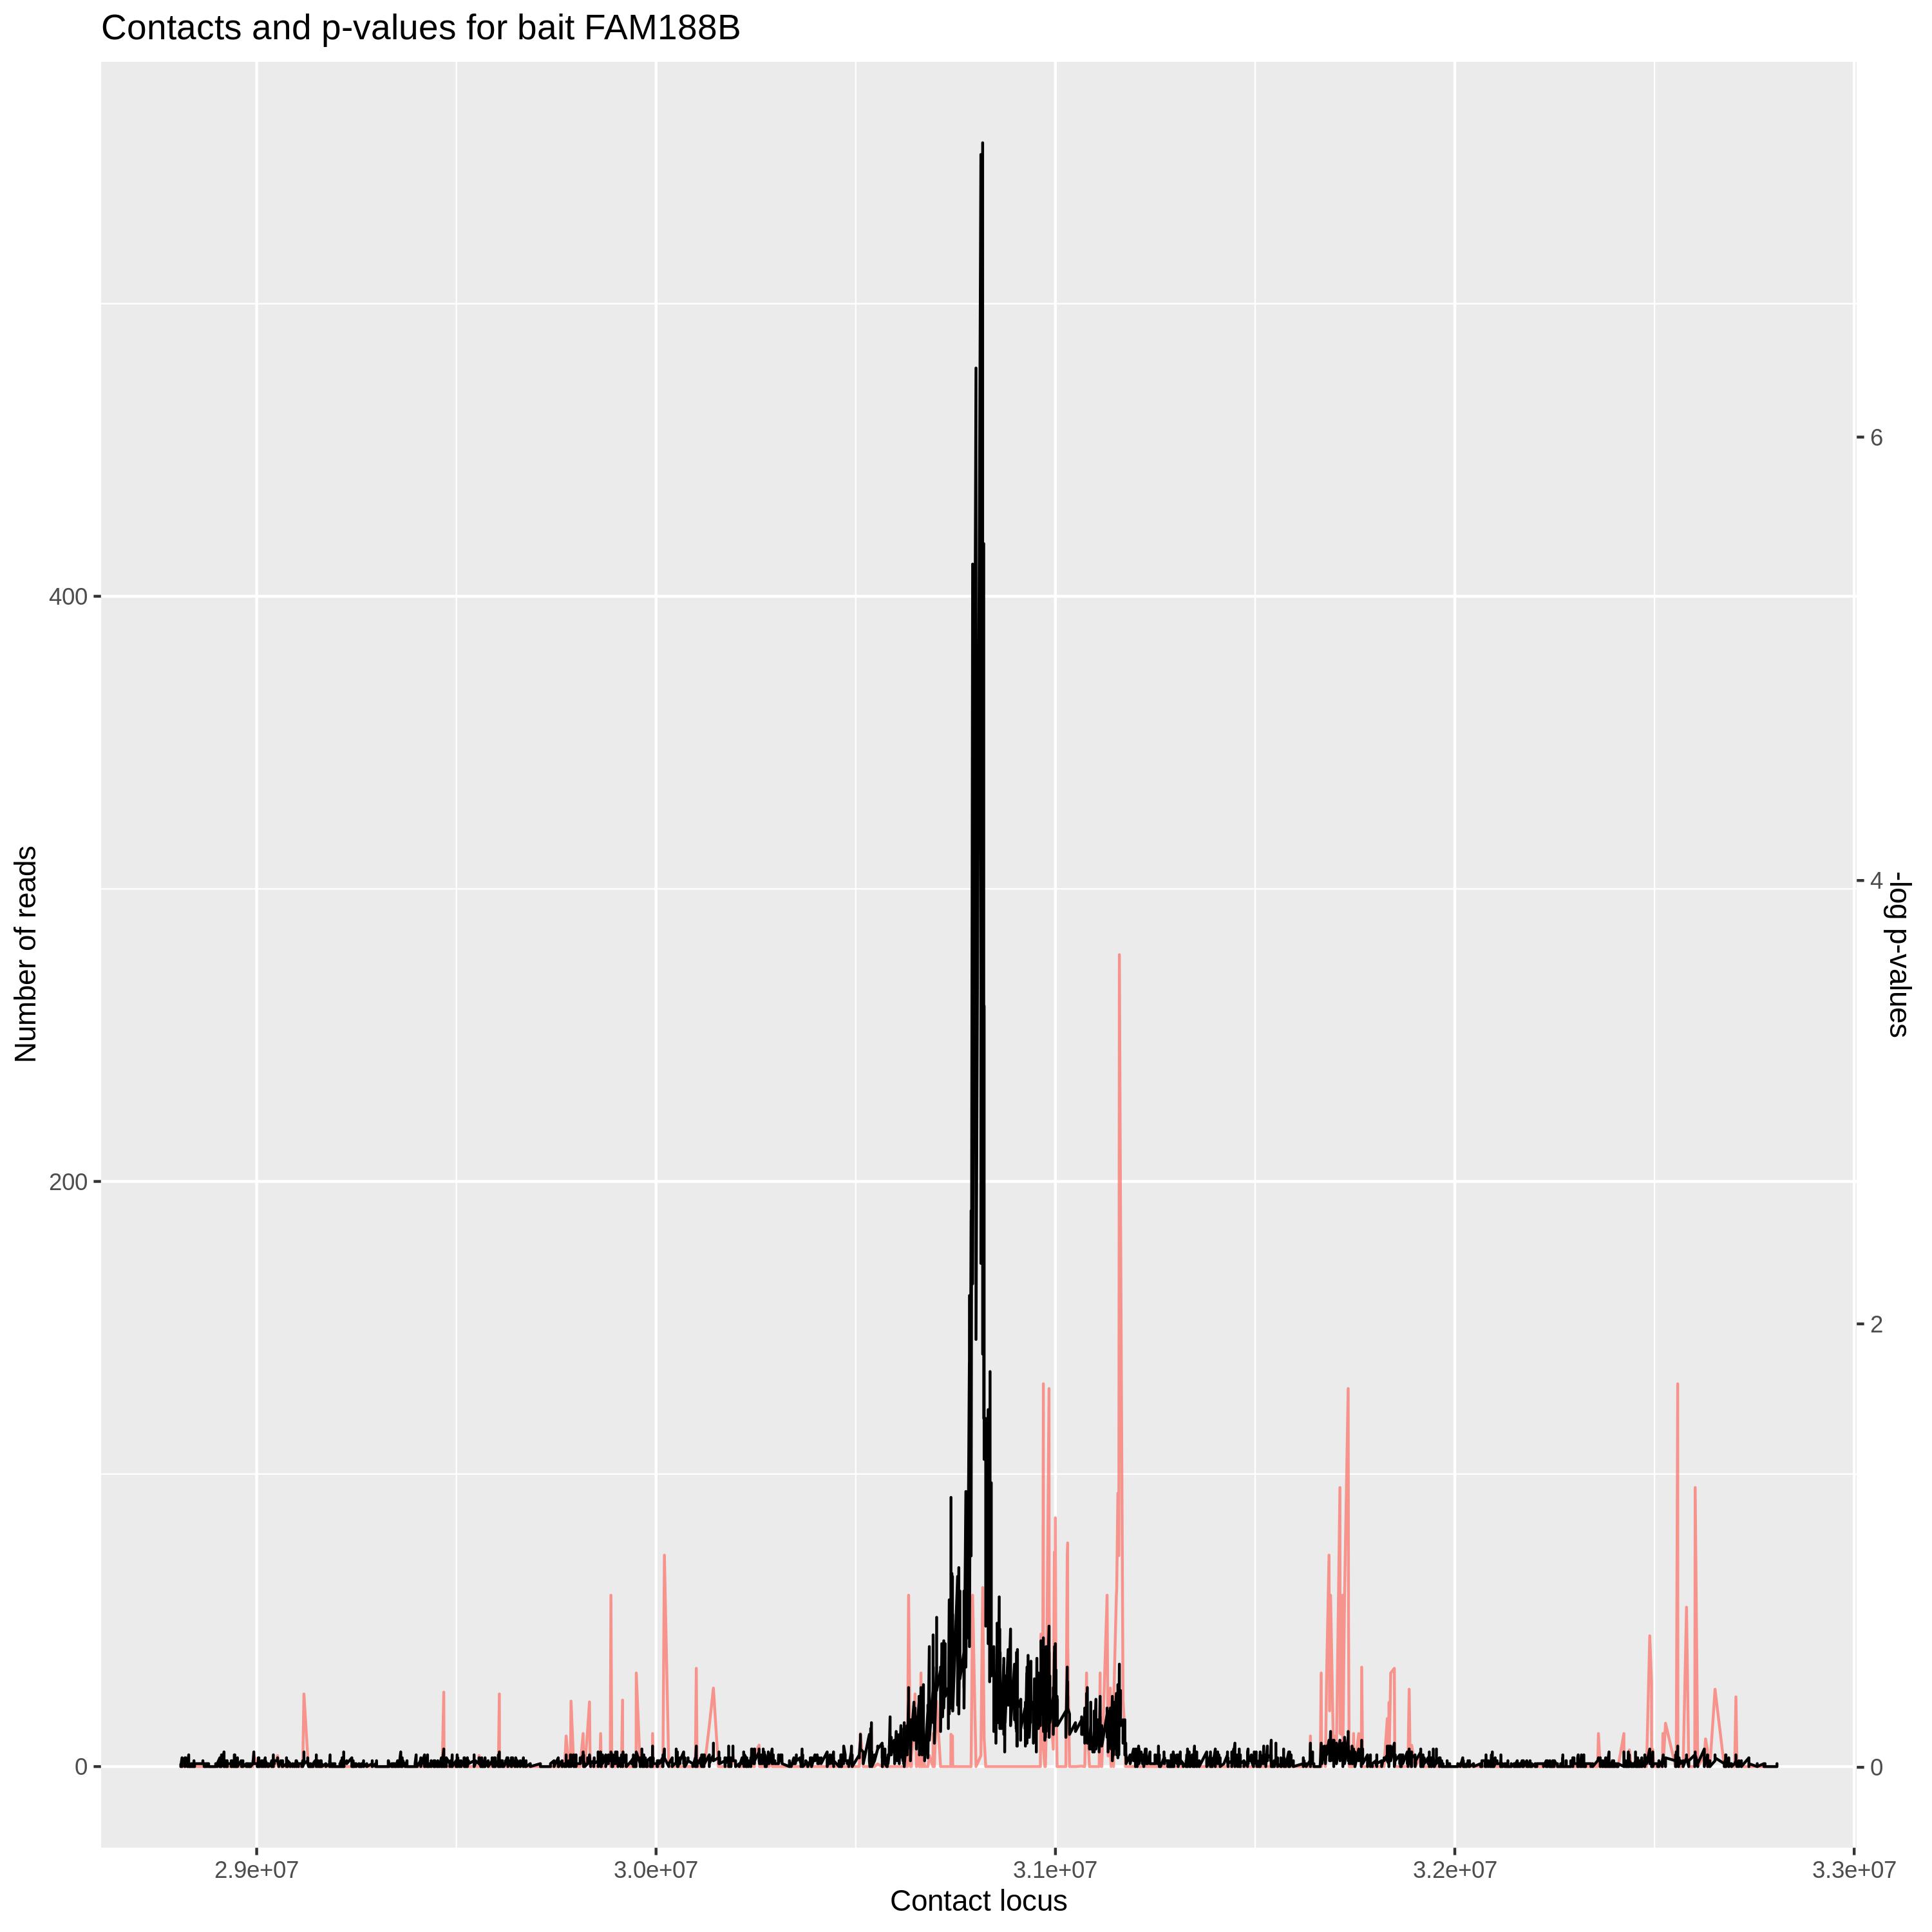 Contacts and p-values for bait FAM188B
Number of reads
400
200
0
6
4
2
0
-log p-values
2.9e+07
3.0e+07
3.1e+07
3.2e+07
3.3e+07
Contact locus